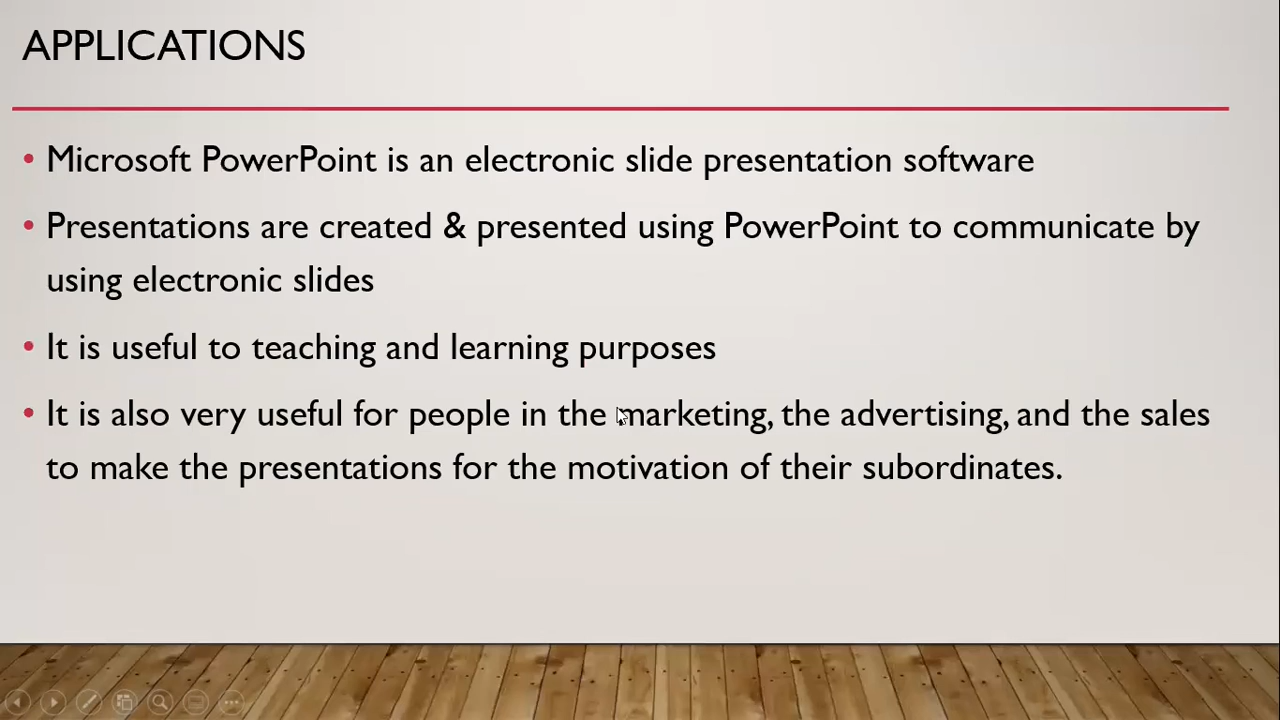 APPLICATIONS
• Microsoft PowerPoint is an electronic slide presentation software
• Presentations are created & presented using PowerPoint to communicate by
using electronic slides
• It is useful to teaching and learning purposes
• It is also very useful for people in the marketing, the advertising, and the sales
to make the presentations for the motivation of their subordinates.